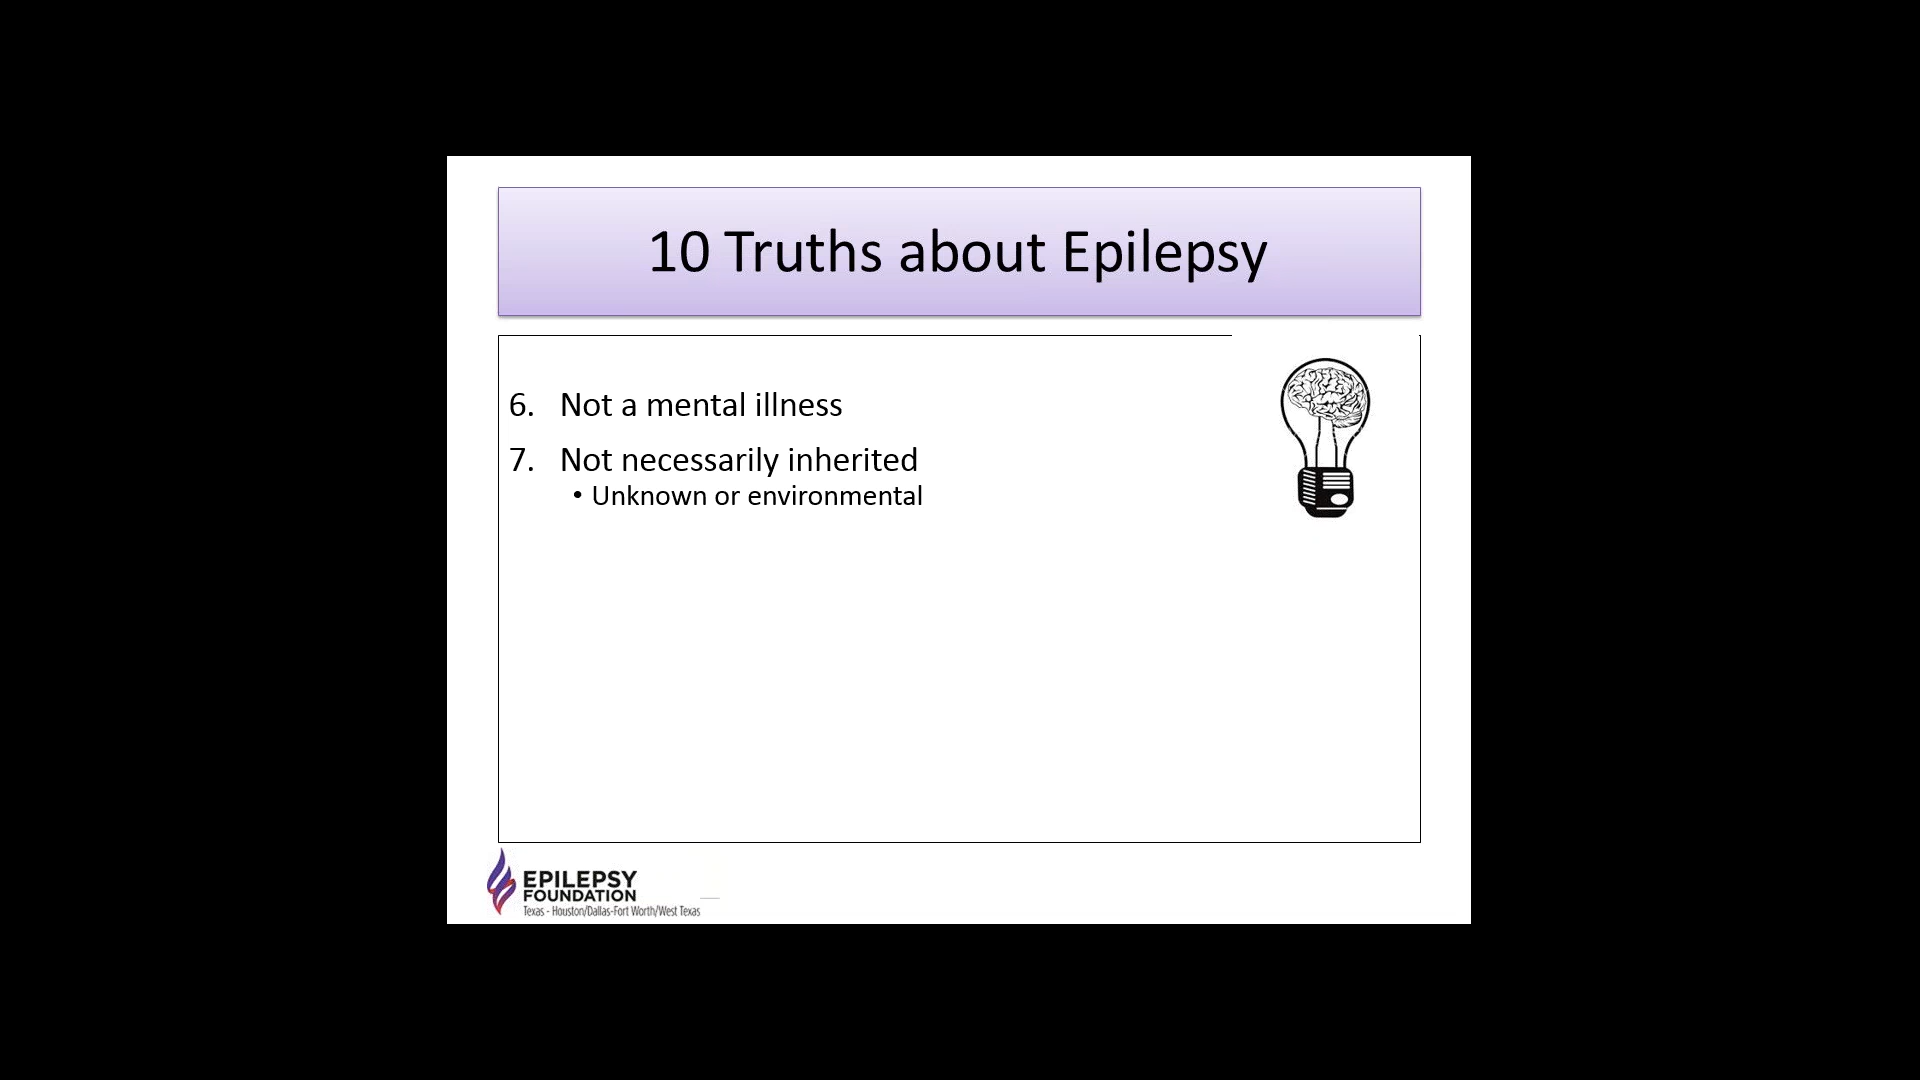 10 Truths about Epilepsy
6. Not a mental illness
7. Not necessarily inherited
• Unknown or environmental
EPILEPSY
FOUNDATION
Texas - Houston/Dallas-Fort Worth/West Texas